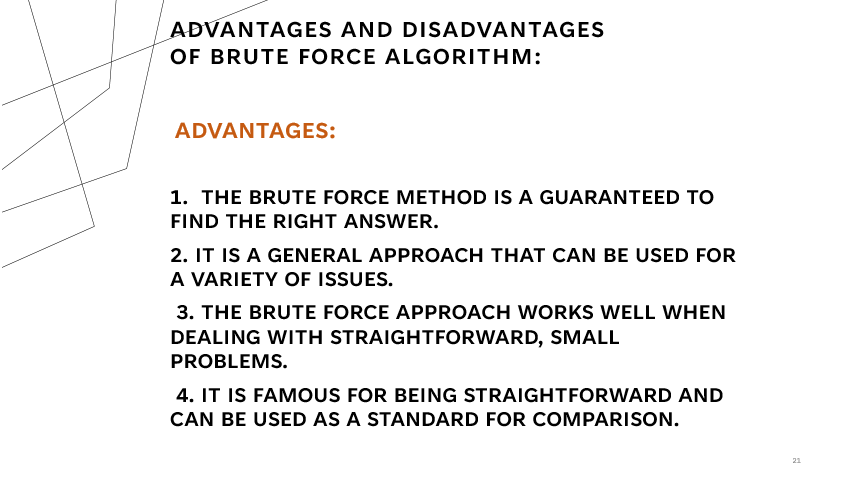 ADVANTAGES AND DISADVANTAGES
OF BRUTE FORCE ALGORITHM:
ADVANTAGES:
1. THE BRUTE FORCE METHOD IS A GUARANTEED TO
FIND THE RIGHT ANSWER.
2. IT IS A GENERAL APPROACH THAT CAN BE USED FOR
A VARIETY OF ISSUES.
3. THE BRUTE FORCE APPROACH WORKS WELL WHEN
DEALING WITH STRAIGHTFORWARD, SMALL
PROBLEMS.
4. IT IS FAMOUS FOR BEING STRAIGHTFORWARD AND
CAN BE USED AS A STANDARD FOR COMPARISON.
21